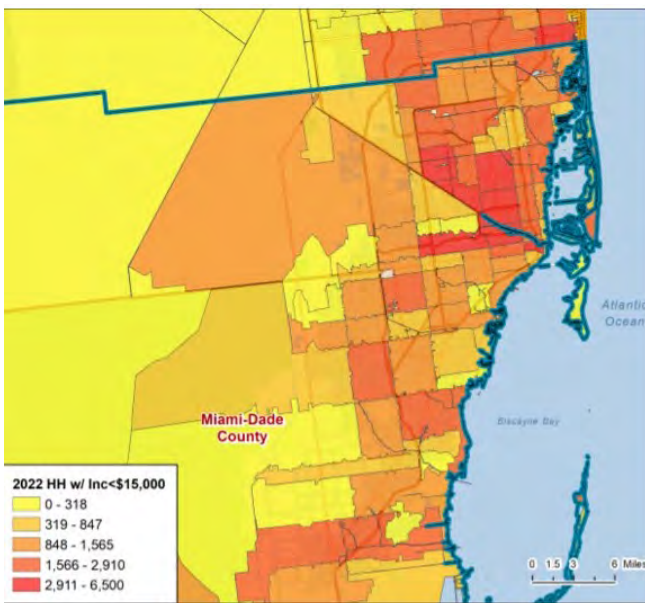 Atlantic
Ocean
Biscayne Bay
Miami-Dade
County
2022 HH w/ Inc<$15,000
0 - 318
319 - 847
848 - 1,565
1,566 - 2,910
2,911 - 6,500
0 1.5 3 6 Miles